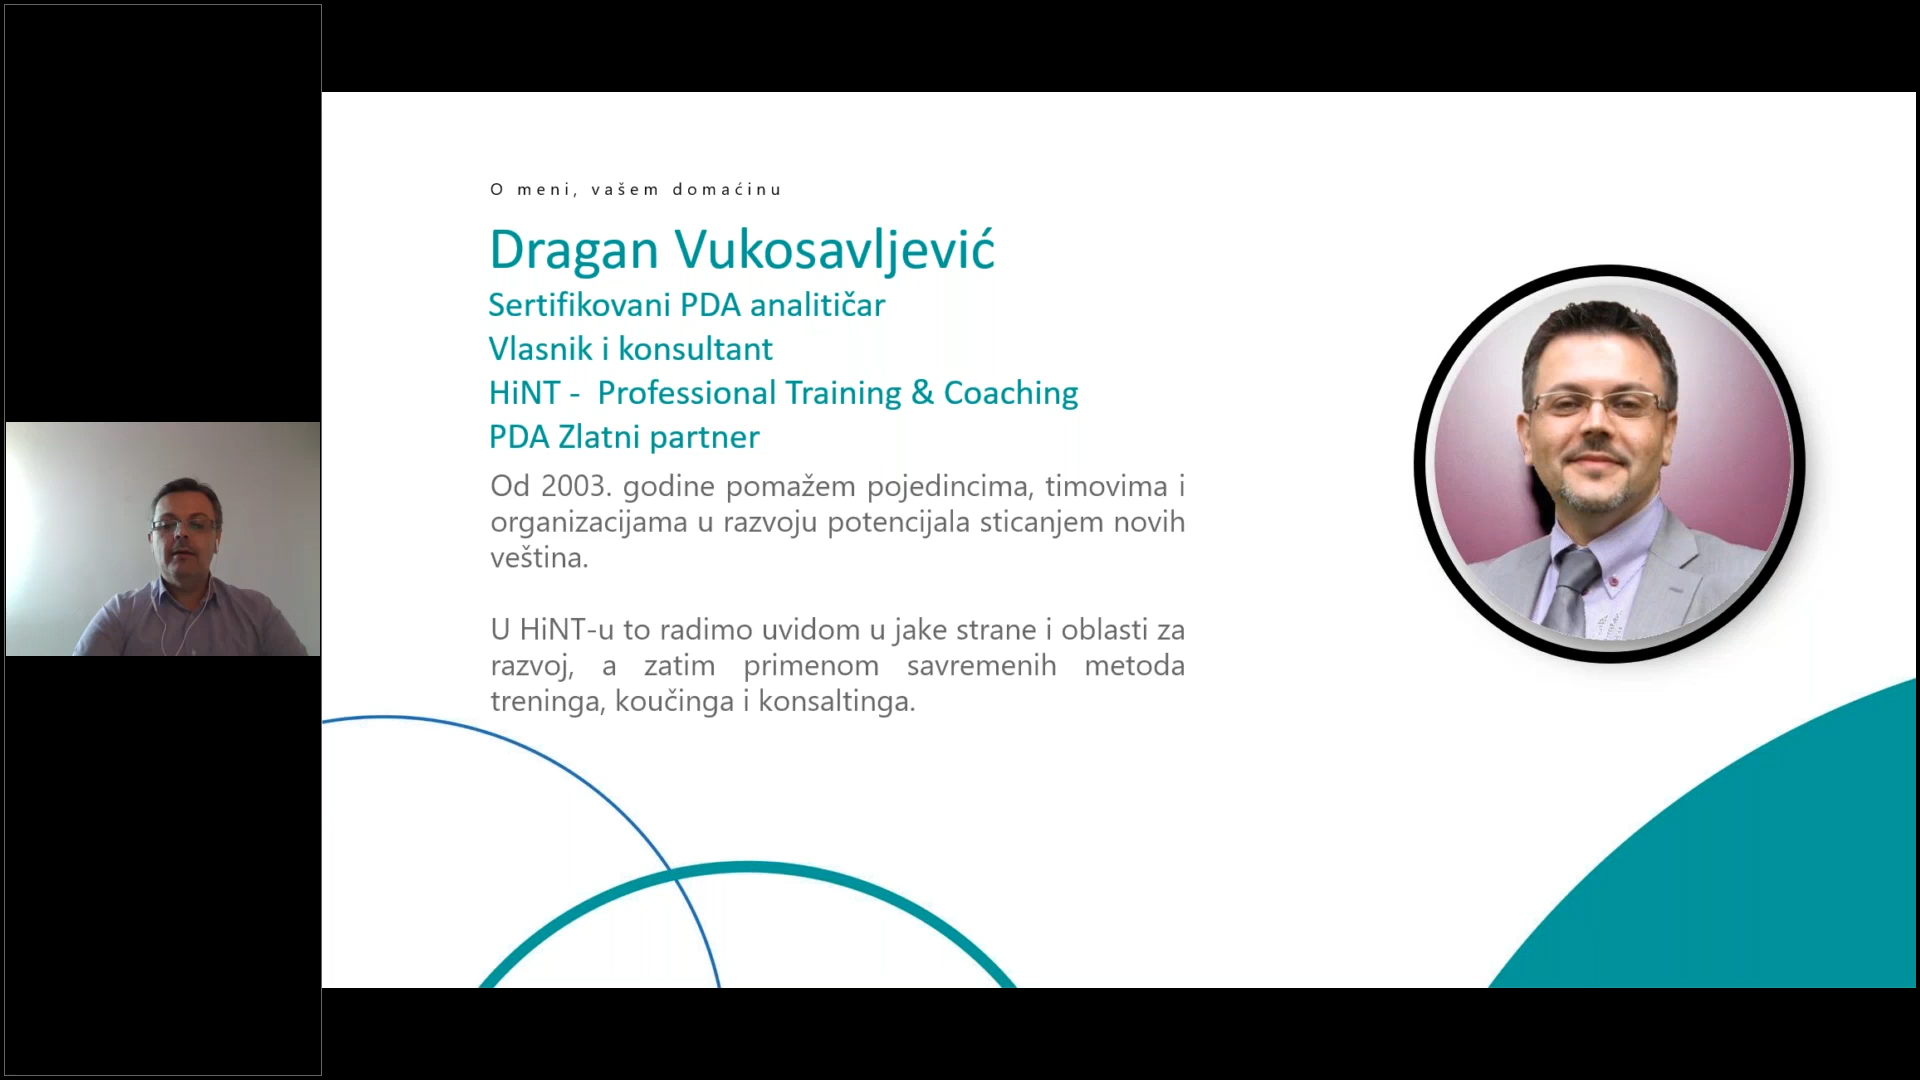 O meni, vašem domaćinu
Dragan Vukosavljević
Sertifikovani PDA analitičar
Vlasnik i konsultant
HiNT - Professional Training & Coaching
PDA Zlatni partner
Od 2003. godine pomažem pojedincima, timovima i
organizacijama u razvoju potencijala sticanjem novih
veština.
U HiNT-u to radimo uvidom u jake strane i oblasti za
razvoj, a zatim primenom savremenih metoda
treninga, koučinga i konsaltinga.